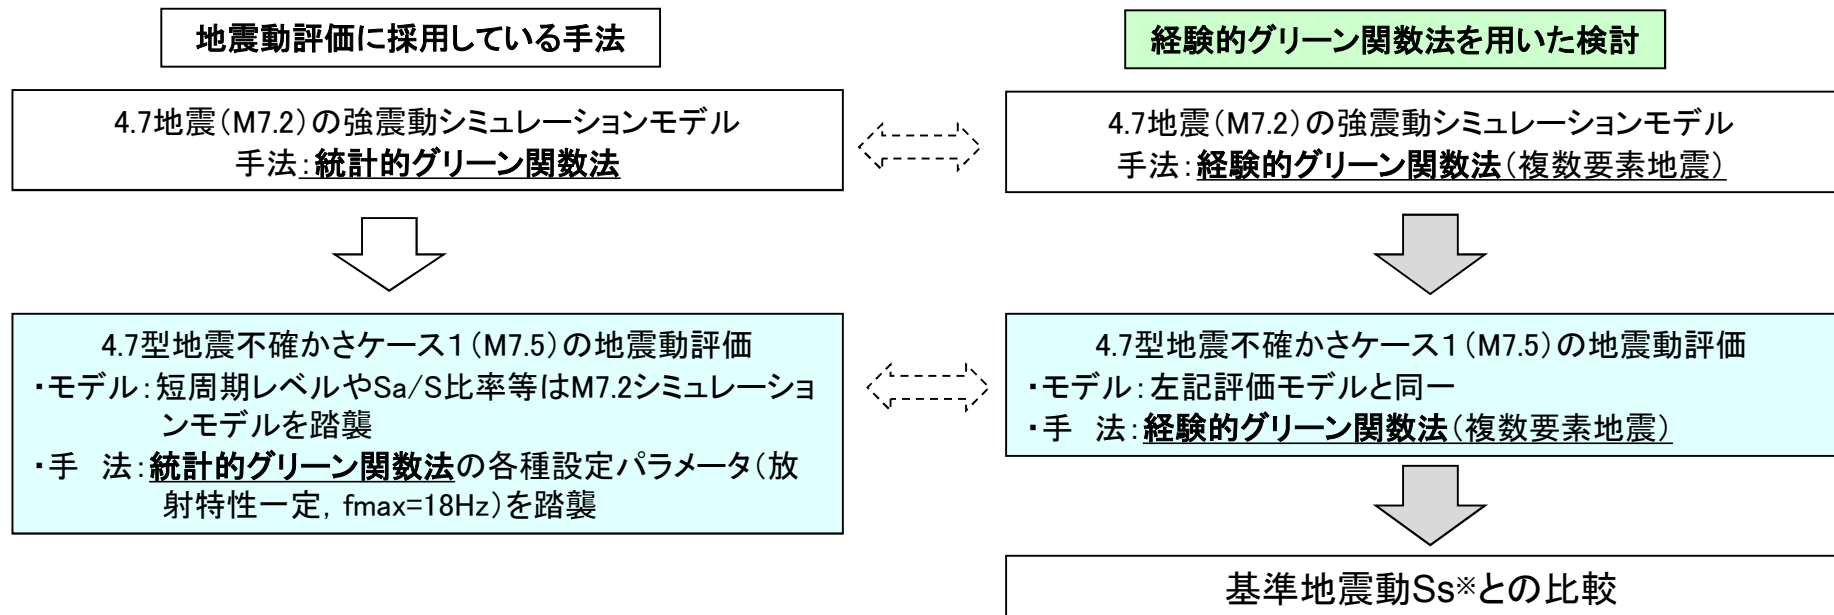 地震動評価に採用している手法
4.7地震(M7.2)の強震動シミュレーションモデル
手法:統計的グリーン関数法
4.7型地震不確かさケース1(M7.5)の地震動評価
・モデル:短周期レベルやSa/S比率等はM7.2シミュレーショ
ンモデルを踏襲
・手　法:統計的グリーン関数法の各種設定パラメータ(放
射特性一定, fmax=18Hz)を踏襲
経験的グリーン関数法を用いた検討
4.7地震(M7.2)の強震動シミュレーションモデル
手法:経験的グリーン関数法(複数要素地震)
4.7型地震不確かさケース1(M7.5)の地震動評価
・モデル:左記評価モデルと同一
・手　法:経験的グリーン関数法(複数要素地震)
基準地震動Ss※との比較